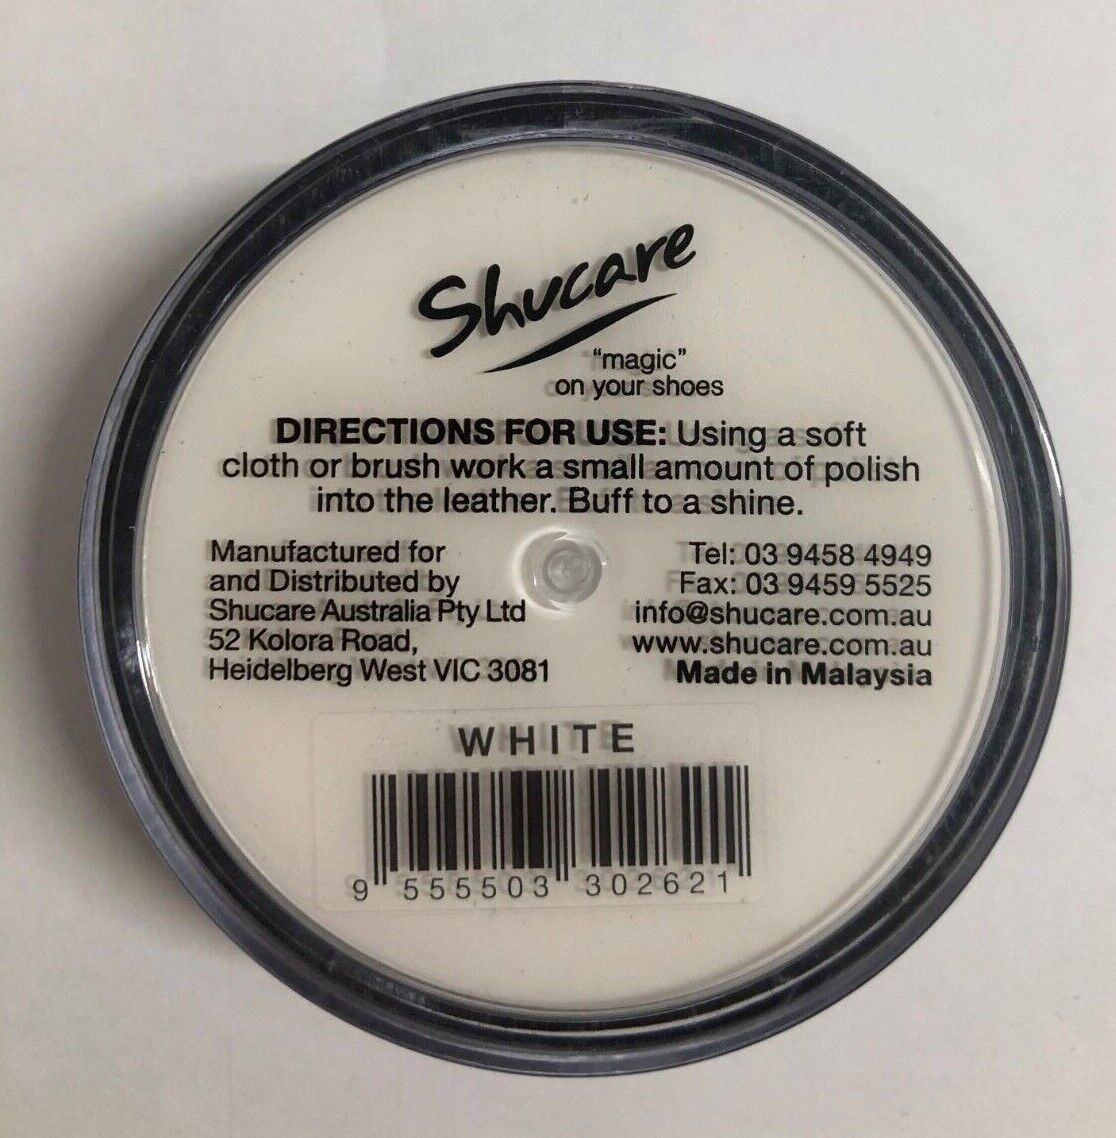 Shucare
"magic"
on your shoes
DIRECTIONS FOR USE: Using a soft
cloth or brush work a small amount of polish
into the leather. Buff to a shine.
Manufactured for
and Distributed by
Shucare Australia Pty Ltd
52 Kolora Road,
Heidelberg West VIC 3081
Tel: 03 9458 4949
Fax: 03 9459 5525
info@shucare.com.au
www.shucare.com.au
Made in Malaysia
WHITE
9 555503 302621